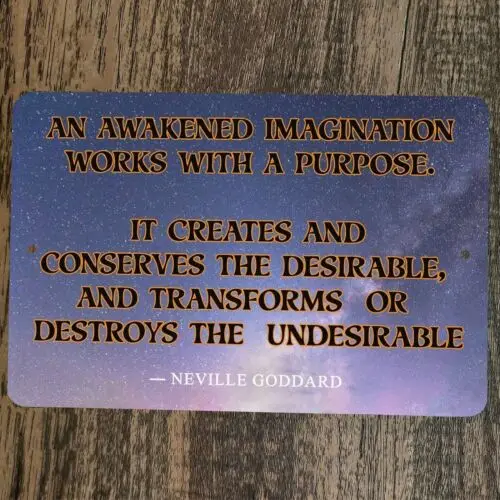 AN AWAKENED IMAGINATION
WORKS WITH A PURPOSE.
IT CREATES AND
CONSERVES THE DESIRABLE,
AND TRANSFORMS OR
DESTROYS THE UNDESIRABLE
— NEVILLE GODDARD